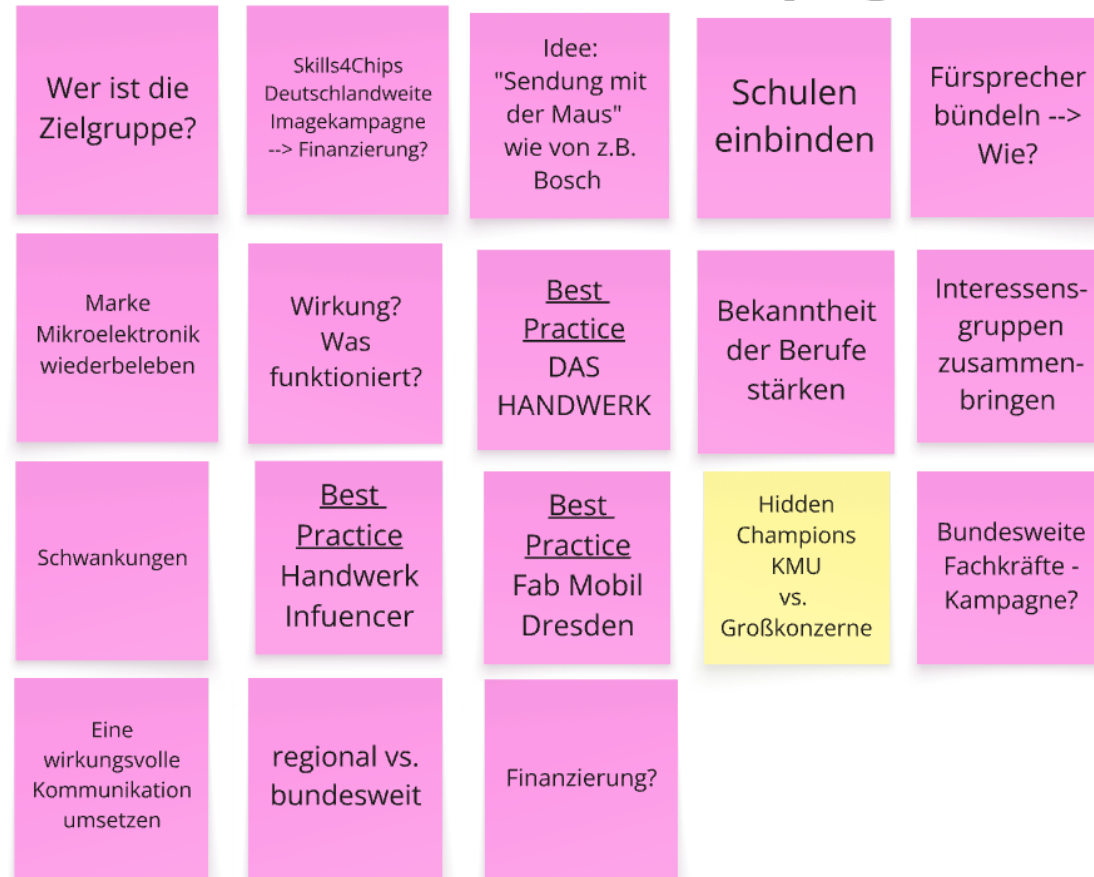 Wer ist die
Zielgruppe?
Skills4Chips
Deutschlandweite
Imagekampagne
--> Finanzierung?
Idee:
"Sendung mit
der Maus"
wie von z.B.
Bosch
Schulen
einbinden
Fürsprecher
bündeln -->
Wie?
Marke
Mikroelektronik
wiederbeleben
Wirkung?
Was
funktioniert?
Best
Practice
DAS
HANDWERK
Bekanntheit
der Berufe
stärken
Interessens-
gruppen
zusammen-
bringen
Schwankungen
Best
Practice
Handwerk
Infuencer
Best
Practice
Fab Mobil
Dresden
Hidden
Champions
KMU
vs.
Großkonzerne
Bundesweite
Fachkräfte -
Kampagne?
Eine
wirkungsvolle
Kommunikation
umsetzen
regional vs.
bundesweit
Finanzierung?